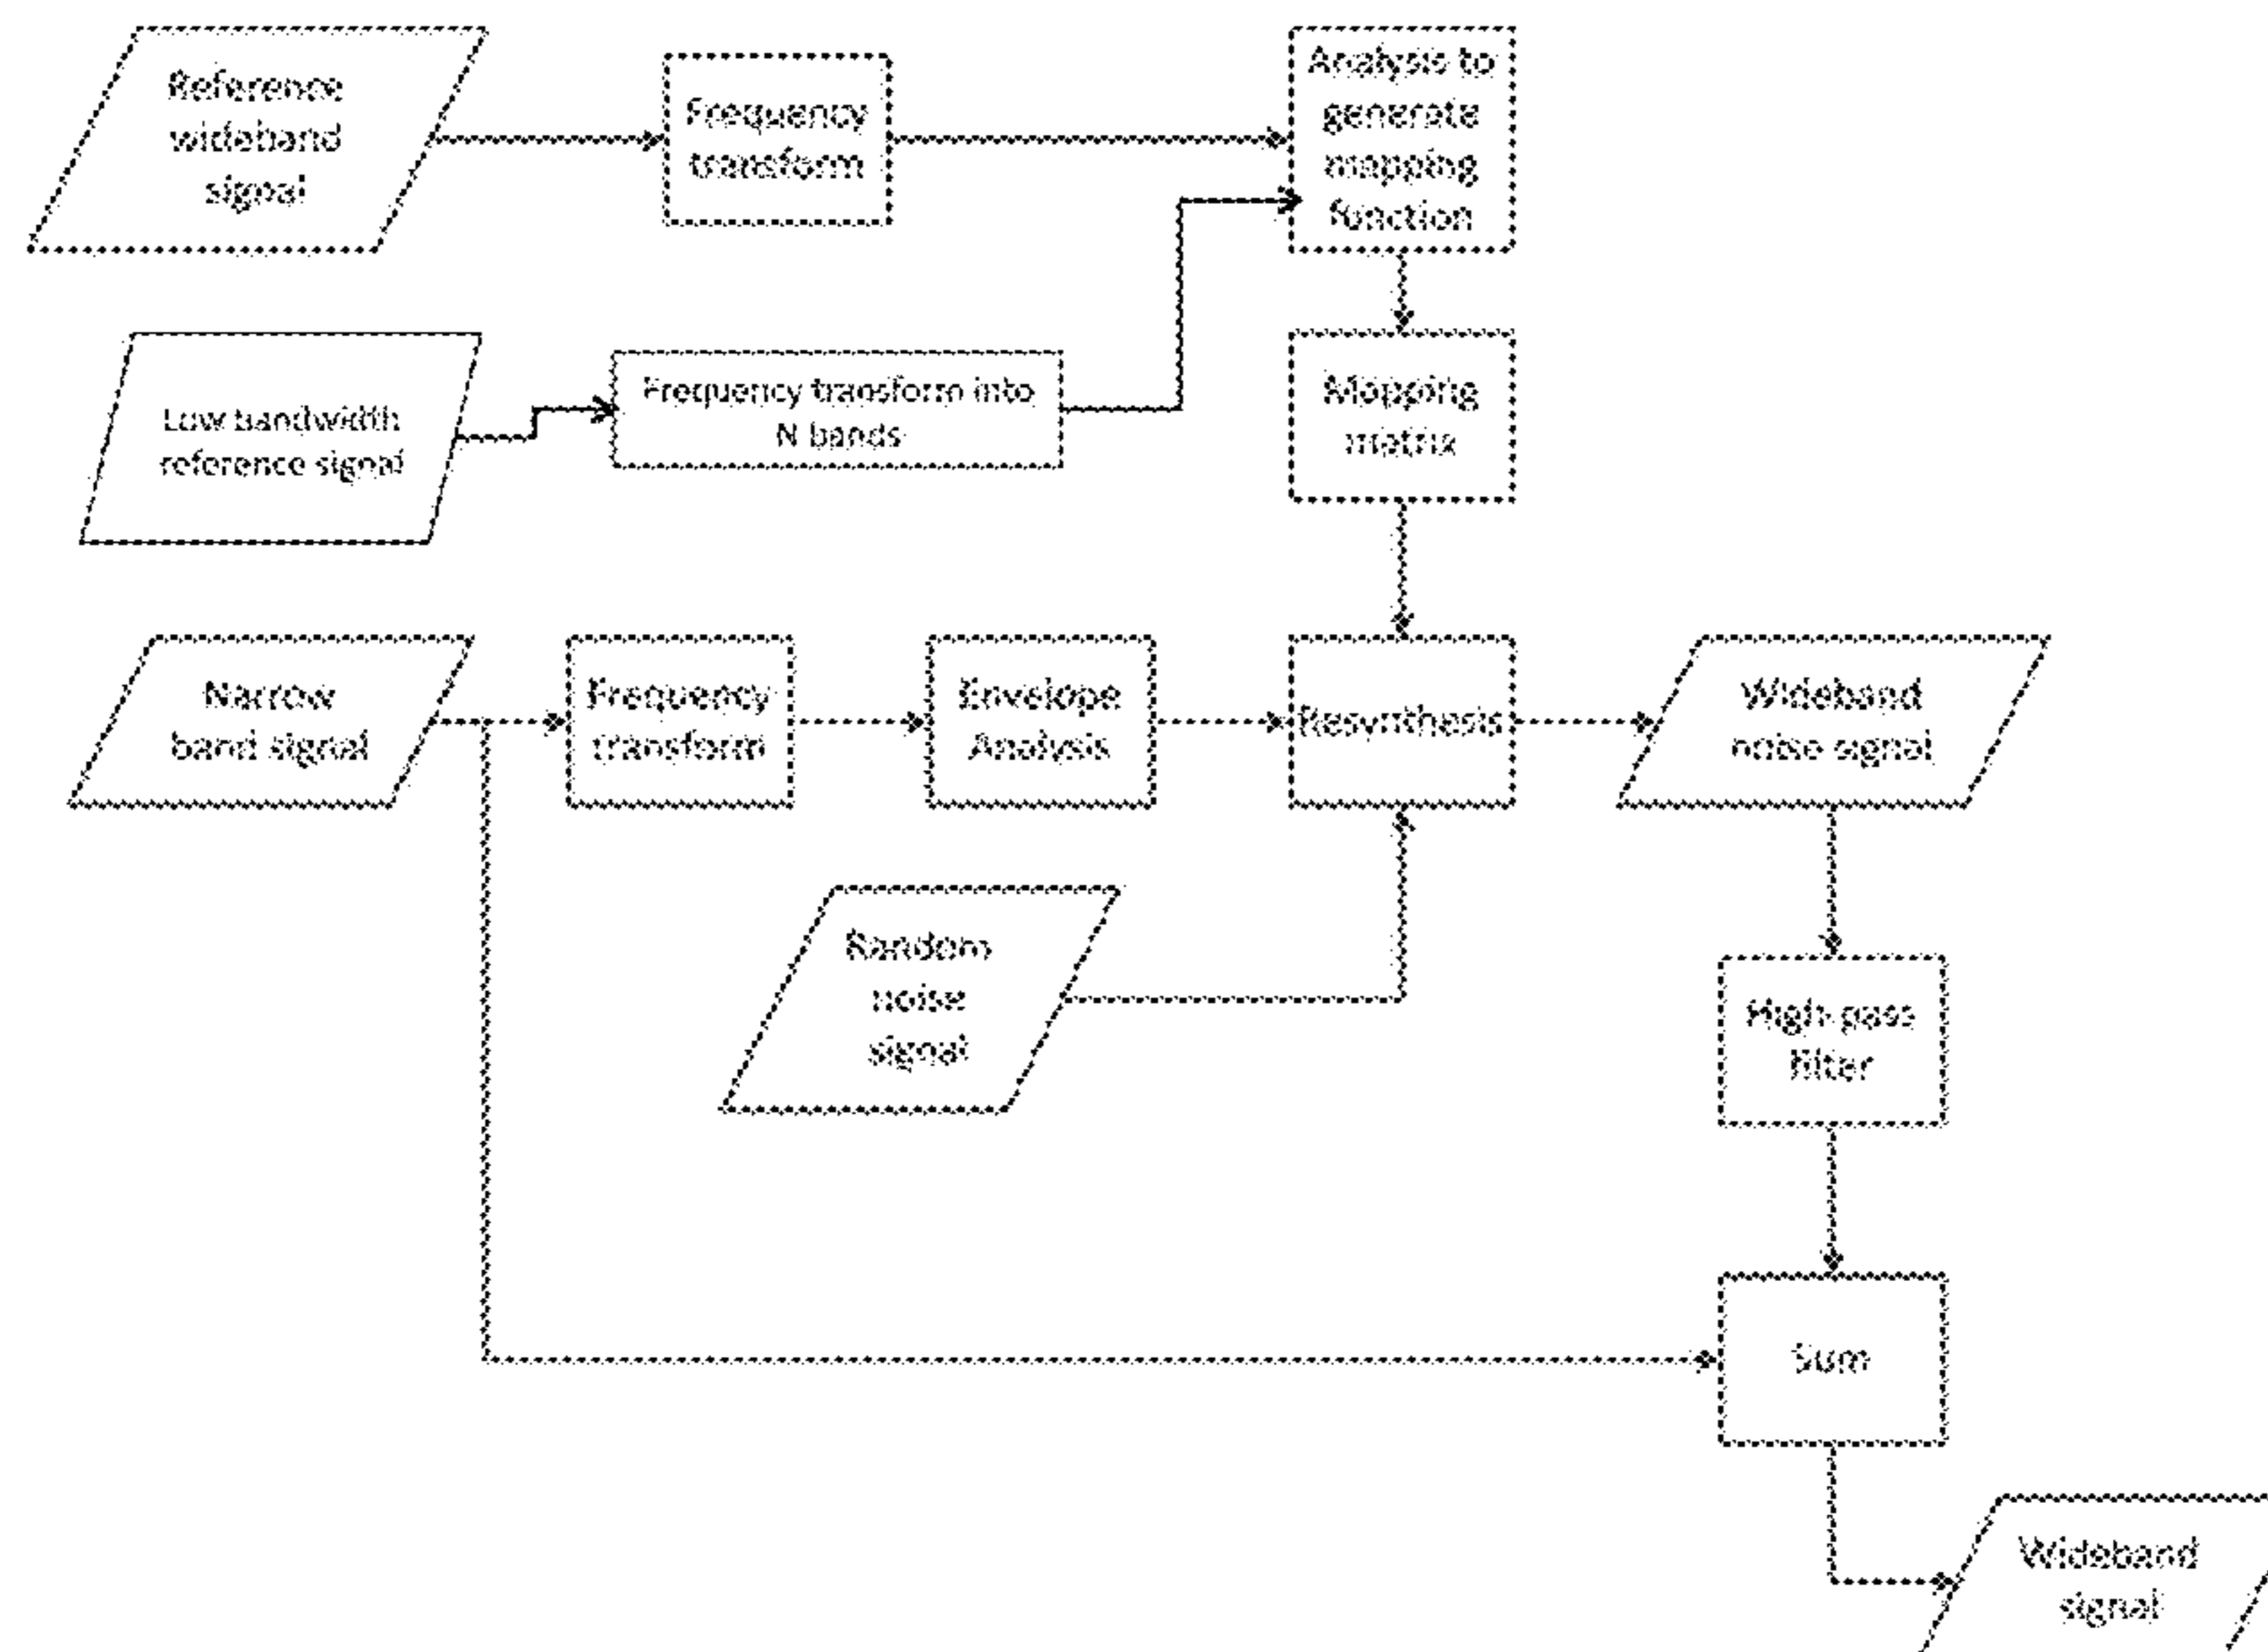 Reference
wideband
signal
Frequency
transform
Analysis to
generate
mapping
function
Low bandwidth
reference signal
Frequency transform into
N bands
Mapping
matrix
Narrow
band signal
Frequency
transform
Envelope
Analysis
Resynthesis
Wideband
noise signal
Random
noise
signal
High pass
filter
Sum
Wideband
signal